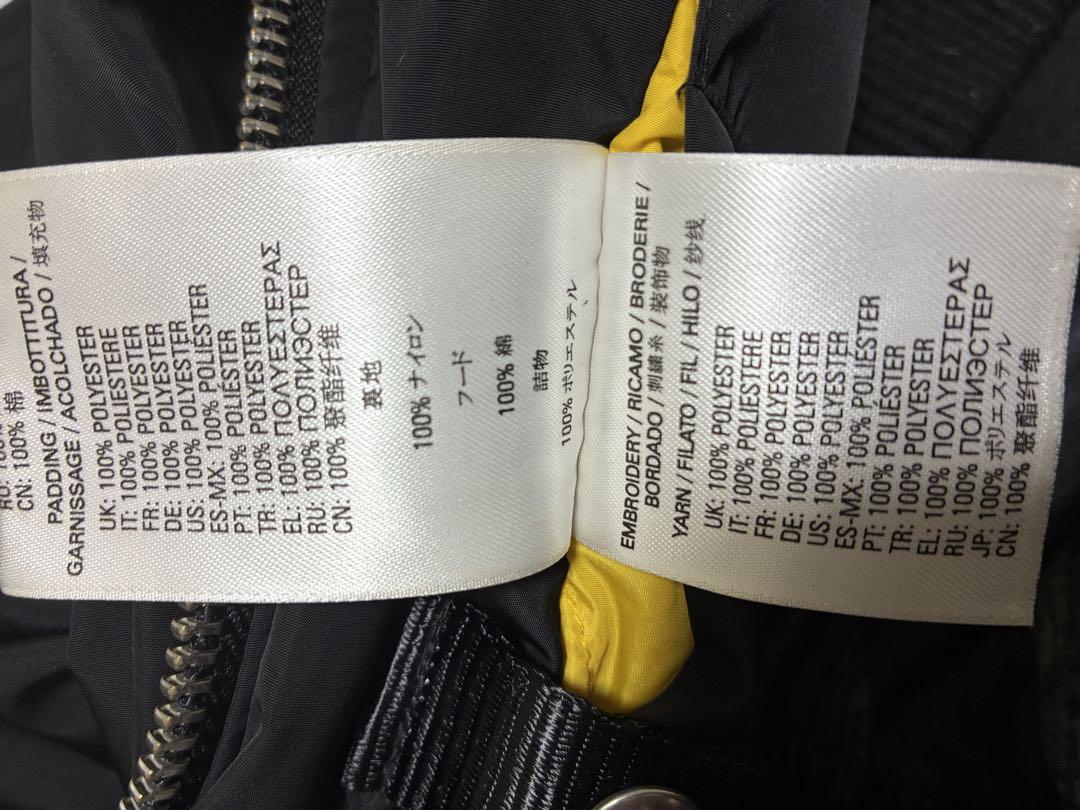 CN: 100% 棉
PADDING / IMBOTTITURA /
GARNISSAGE / ACOLCHADO / 填充物
UK: 100% POLYESTER
IT: 100% POLIESTERE
FR: 100% POLYESTER
DE: 100% POLYESTER
US: 100% POLYESTER
ES-MX: 100% POLIESTER
PT: 100% POLIÉSTER
TR: 100% POLYESTER
EL: 100% ΠΟΛΥΕΣΤΕΡΑΣ
RU: 100% ПОЛИЭСТЕР
CN: 100% 聚酯纤维
裏地
100% ナイロン
フード
100% 綿
詰物
100% ポリエステル
EMBROIDERY / RICAMO / BRODERIE /
BORDADO / 刺繍糸 / 装饰物
YARN / FILATO / FIL / HILO / 纱线
UK: 100% POLYESTER
IT: 100% POLIESTERE
FR: 100% POLYESTER
DE: 100% POLYESTER
US: 100% POLYESTER
ES-MX: 100% POLIESTER
PT: 100% POLIÉSTER
TR: 100% POLYESTER
EL: 100% ΠΟΛΥΕΣΤΕΡΑΣ
RU: 100% ПОЛИЭСТЕР
JP: 100% ポリエステル
CN: 100% 聚酯纤维